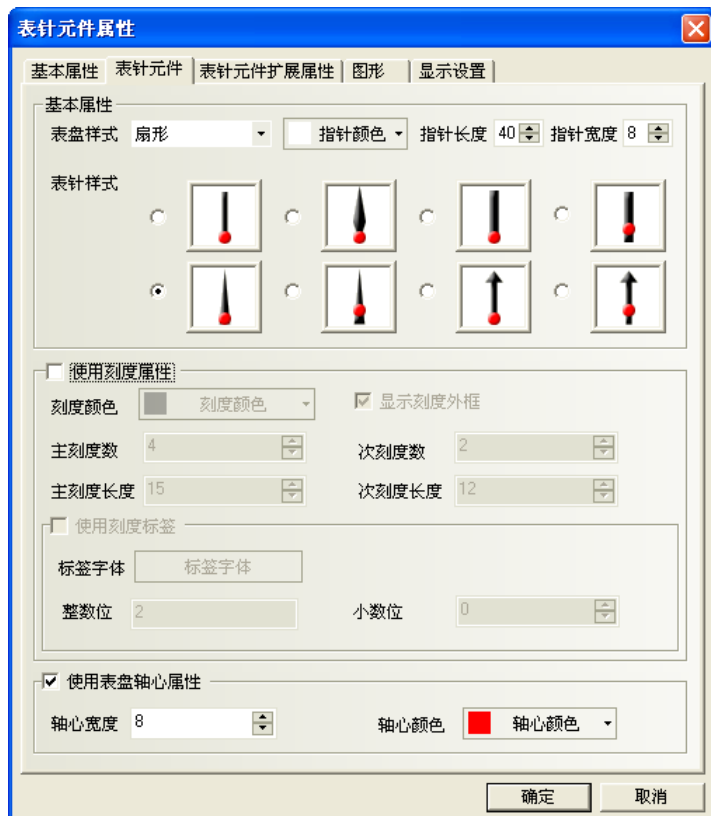 表针元件属性
基本属性 表针元件 表针元件扩展属性 图形 显示设置
基本属性
表盘样式 扇形 指针颜色 指针长度 40 指针宽度 8
表针样式
使用刻度属性
刻度颜色 刻度颜色 显示刻度外框
主刻度数 4 次刻度数 2
主刻度长度 15 次刻度长度 12
使用刻度标签
标签字体 标签字体
整数位 2 小数位 0
使用表盘轴心属性
轴心宽度 8 轴心颜色 轴心颜色
确定 取消